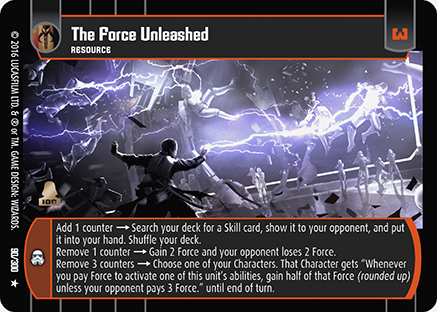 The Force Unleashed
RESOURCE
Add 1 counter → Search your deck for a Skill card, show it to your opponent, and put
it into your hand. Shuffle your deck.
Remove 1 counter → Gain 2 Force and your opponent loses 2 Force.
Remove 3 counters → Choose one of your Characters. That Character gets "Whenever
you pay Force to activate one of this unit's abilities, gain half of that Force (rounded up)
unless your opponent pays 3 Force." until end of turn.
© 2016 LUCASFILM LTD. & ® or TM. GAME DESIGN: WIZARDS.
90/300 ★